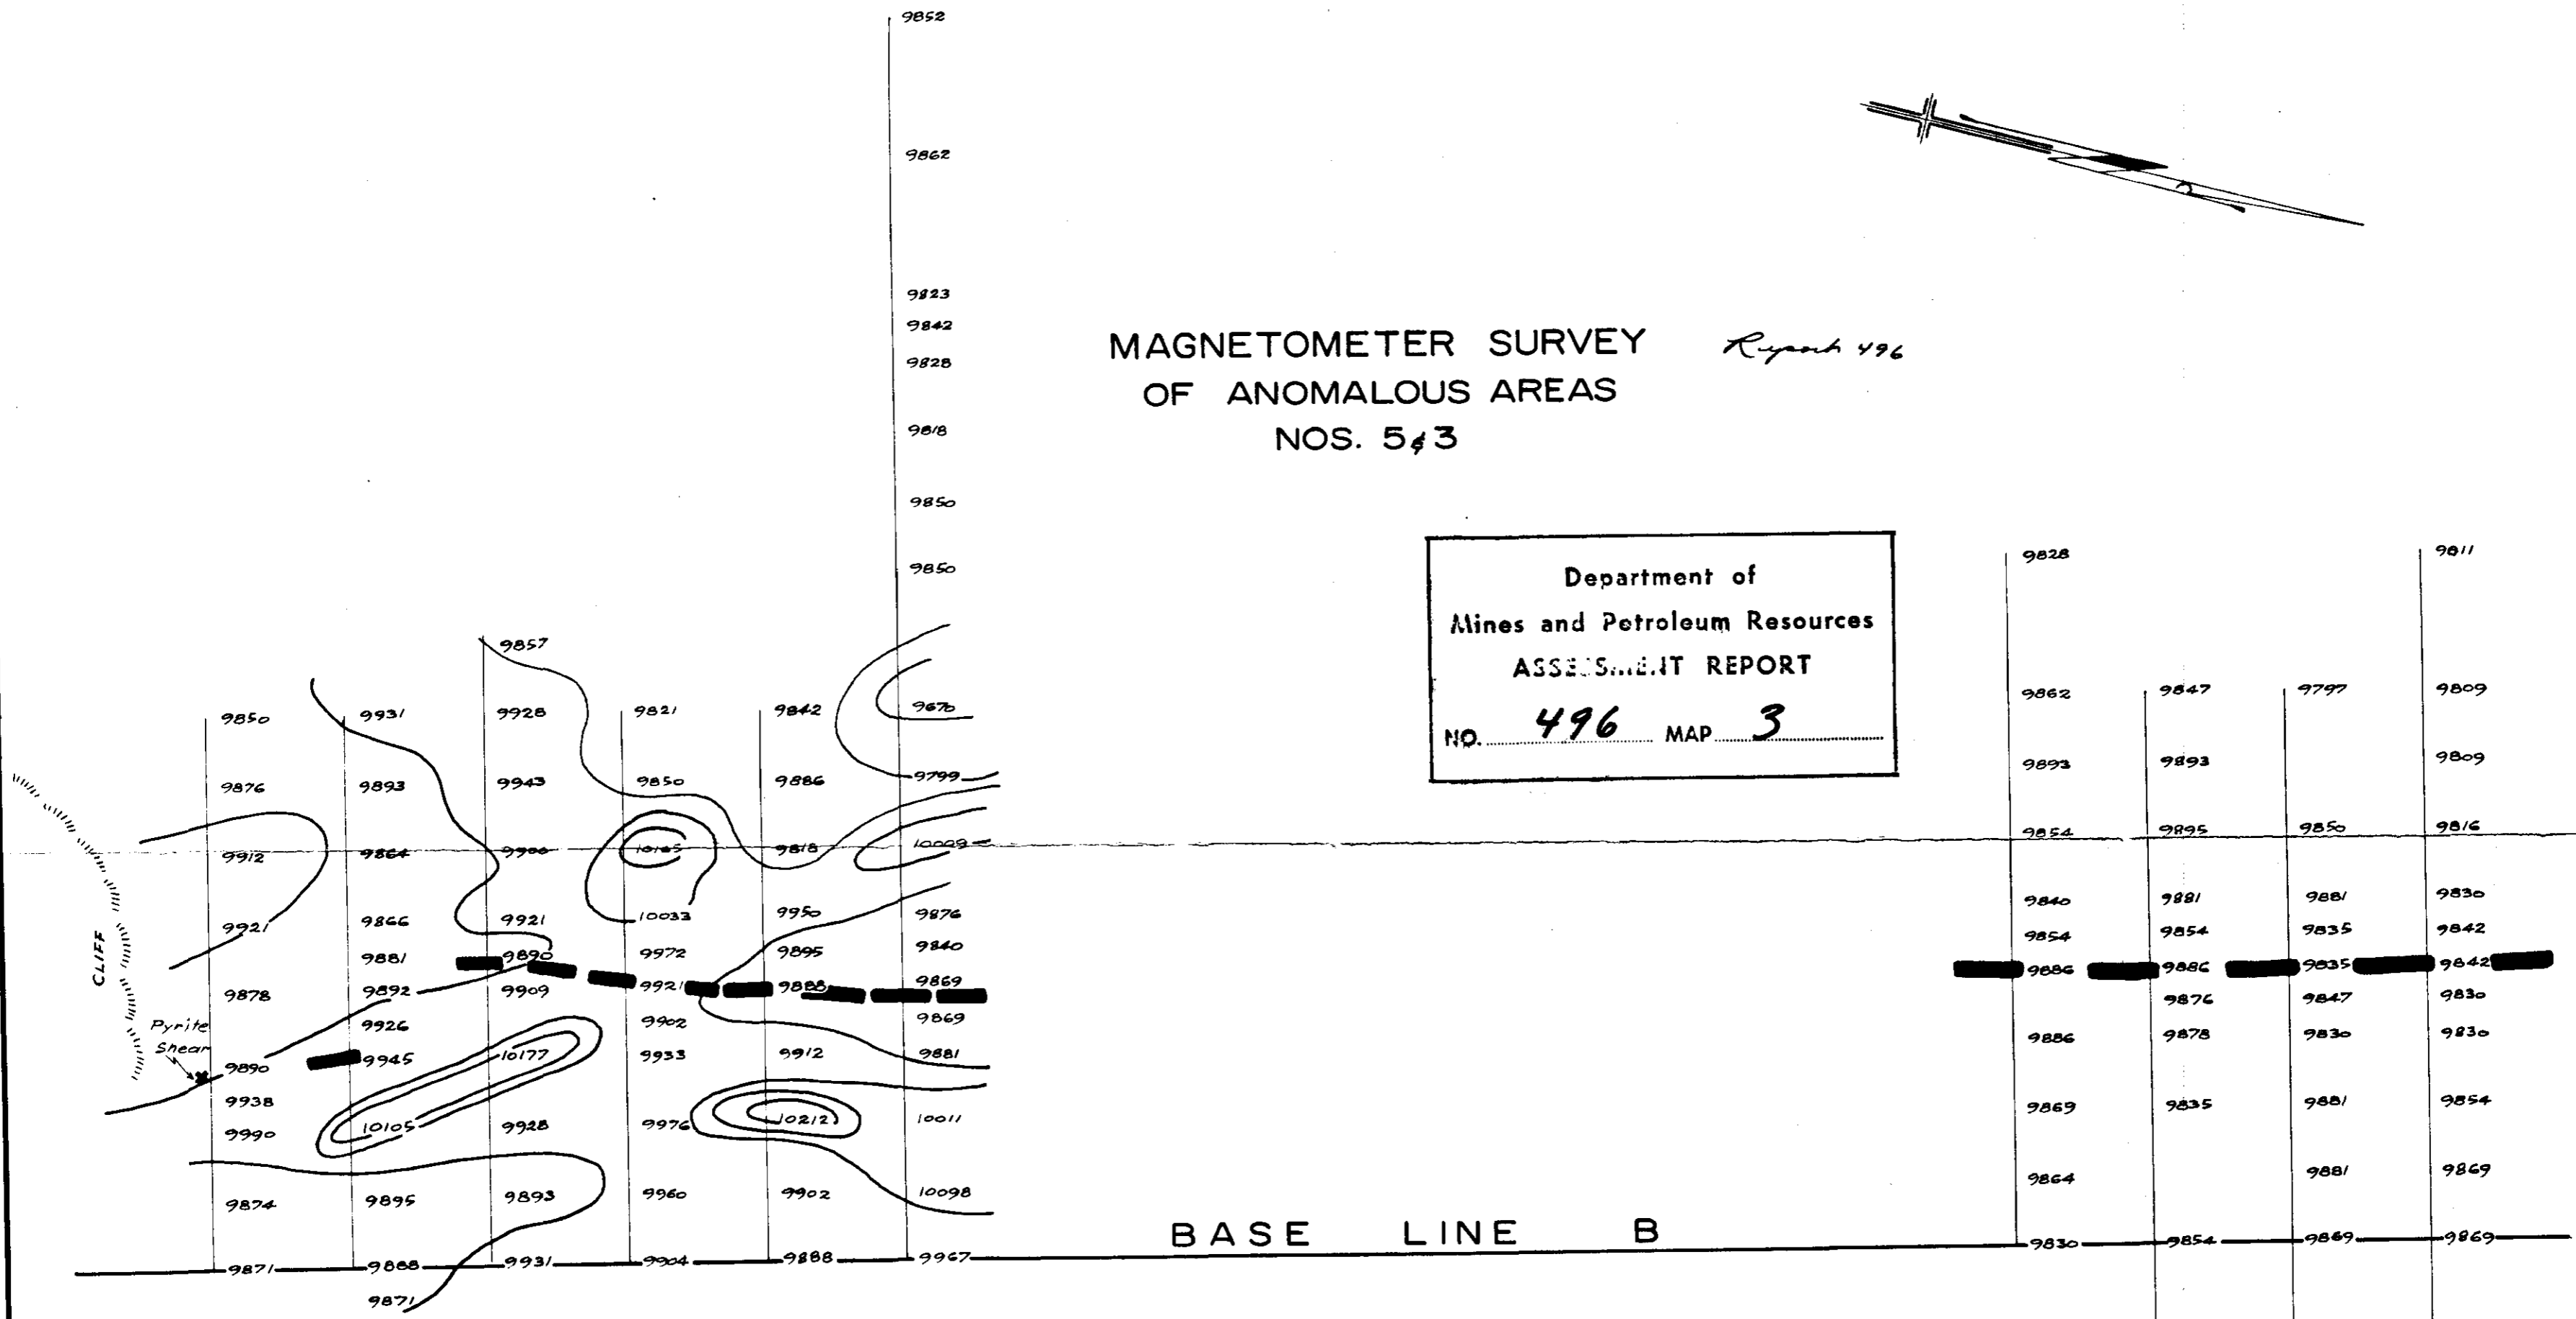 9852
9862
9823
9842
9828
9818
9850
9850
MAGNETOMETER SURVEY
OF ANOMALOUS AREAS
NOS. 5 & 3
Report 496
Department of
Mines and Petroleum Resources
REPORT
NO. 496 MAP 3
9828 9811
9857
9862 9847 9797 9809
9850 9931 9928 9821 9842 9670
9893 9893 9809
9876 9893 9943 9850 9886 9799
9854 9895 9850 9816
9912 9864 9900 10165 9818 10009
9840 9881 9881 9830
9921 9866 9921 10033 9950 9876
9854 9854 9835 9842
CLIFF
9881 9890 9972 9895 9840
9886 9886 9835 9842
9878 9892 9909 9921 9888 9869
9876 9847 9830
Pyrite
Shear
9926 9902 9869
9886 9878 9830 9830
9890 9945 10177 9933 9912 9881
9938
9869 9835 9881 9854
9990 10105 9928 9976 10212 10011
9864 9881 9869
9874 9895 9893 9960 9902 10098
BASE LINE B
9830 9854 9869 9869
9871 9888 9931 9904 9888 9967
9871